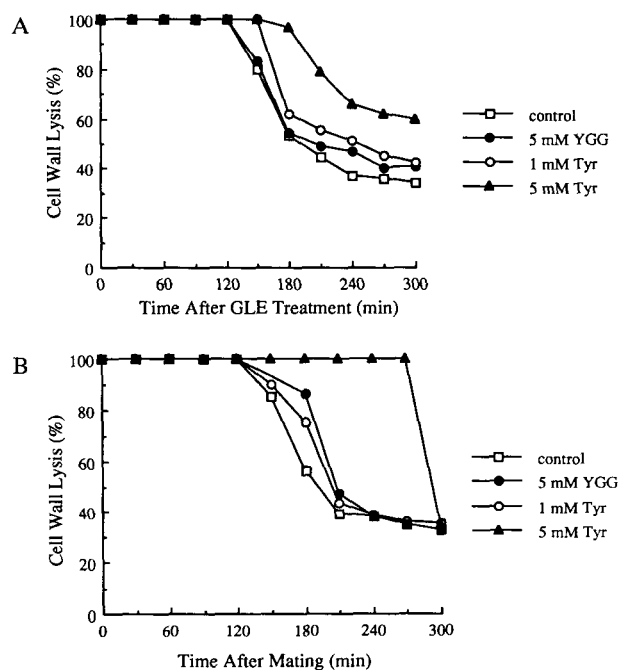 A
Cell Wall Lysis (%)
100
80
60
40
20
0
0 60 120 180 240 300
Time After GLE Treatment (min)
control
5 mM YGG
1 mM Tyr
5 mM Tyr
B
Cell Wall Lysis (%)
100
80
60
40
20
0
0 60 120 180 240 300
Time After Mating (min)
control
5 mM YGG
1 mM Tyr
5 mM Tyr